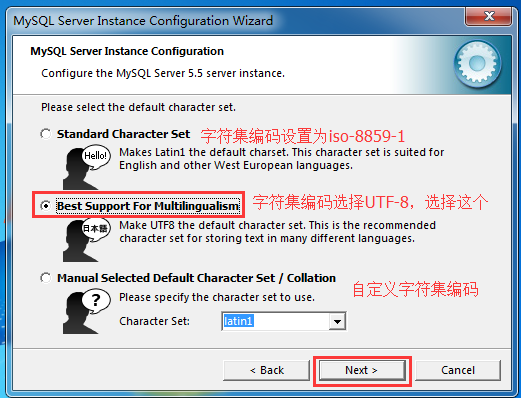 MySQL Server Instance Configuration Wizard
MySQL Server Instance Configuration
Configure the MySQL Server 5.5 server instance.
Please select the default character set.
Standard Character Set 字符集编码设置为iso-8859-1
Hello!
Makes Latin1 the default charset. This character set is suited for
English and other West European languages.
Best Support For Multilingualism 字符集编码选择UTF-8，选择这个
日本語
Make UTF8 the default character set. This is the recommended
character set for storing text in many different languages.
Manual Selected Default Character Set / Collation
自定义字符集编码
?
Please specify the character set to use.
Character Set: latin1
< Back Next > Cancel